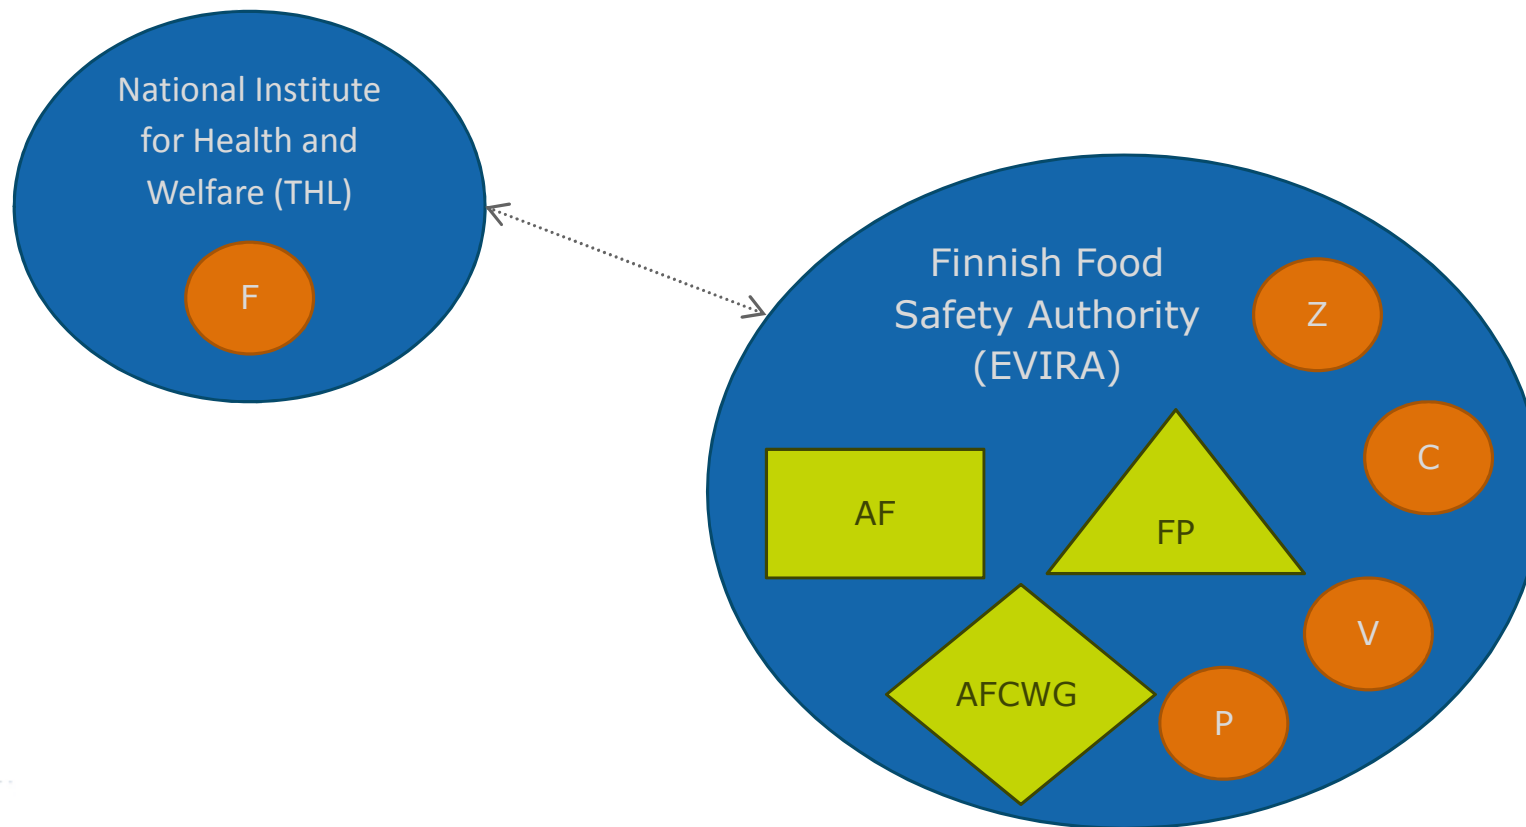 National Institute
for Health and
Welfare (THL)
F
Finnish Food
Safety Authority
(EVIRA)
Z
C
AF
FP
V
AFCWG
P